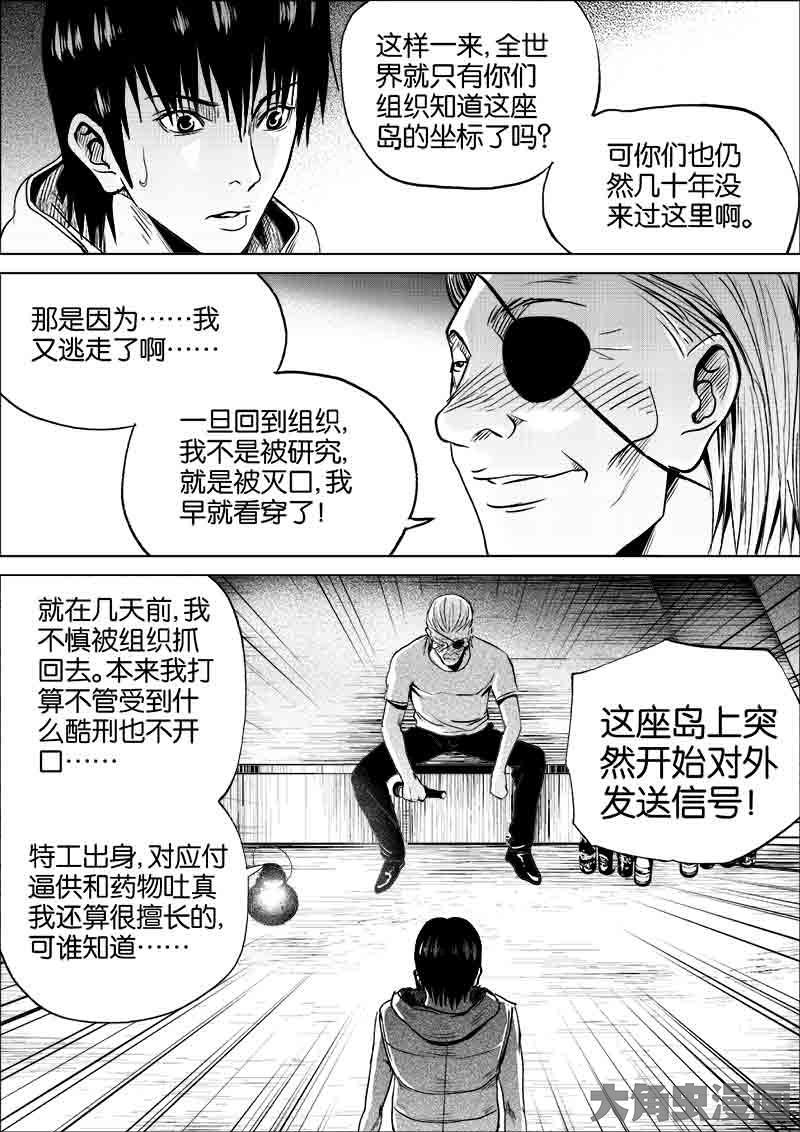 这样一来,全世
界就只有你们
组织知道这座
岛的坐标了吗?
可你们也仍
然几十年没
来过这里啊。
那是因为……我
又逃走了啊……
一旦回到组织,
我不是被研究,
就是被灭口,我
早就看穿了!
就在几天前,我
不慎被组织抓
回去。本来我打
算不管受到什
么酷刑也不开
口……
特工出身,对应付
逼供和药物吐真
我还算很擅长的,
可谁知道……
这座岛上突
然开始对外
发送信号!
大角虫漫画